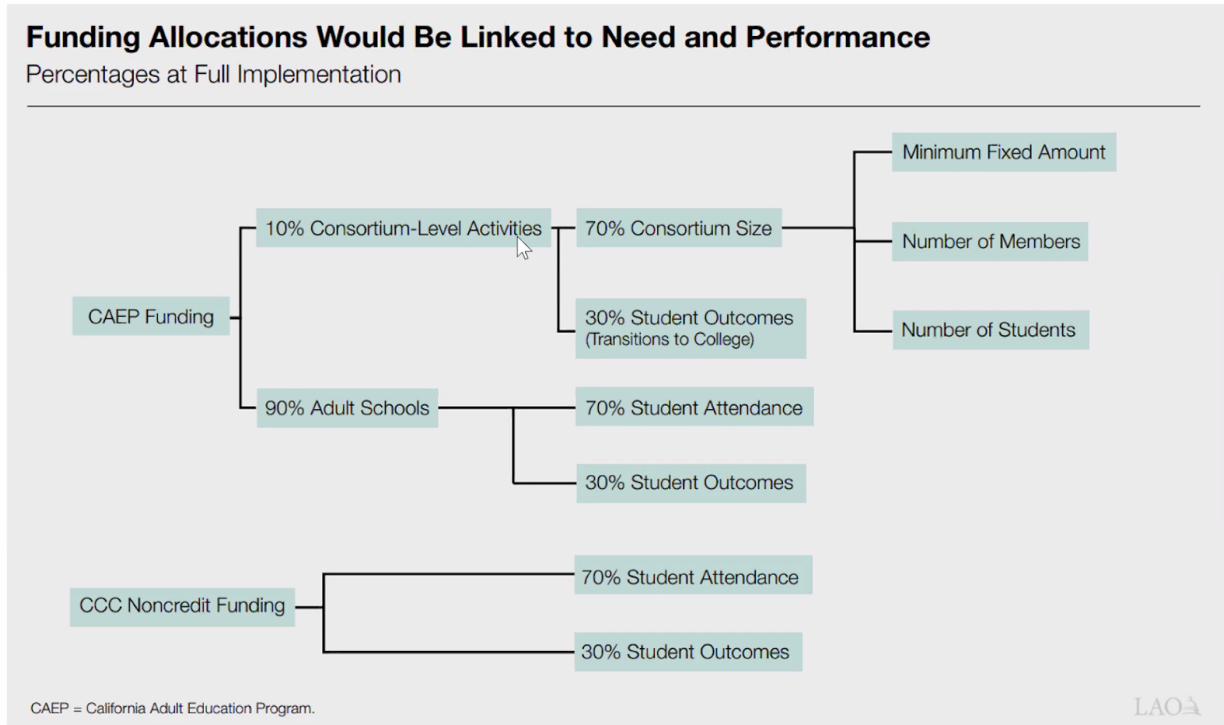 Funding Allocations Would Be Linked to Need and Performance
Percentages at Full Implementation
Minimum Fixed Amount
10% Consortium-Level Activities
70% Consortium Size
Number of Members
CAEP Funding
30% Student Outcomes
(Transitions to College)
Number of Students
90% Adult Schools
70% Student Attendance
30% Student Outcomes
70% Student Attendance
CCC Noncredit Funding
30% Student Outcomes
CAEP = California Adult Education Program.
LAO